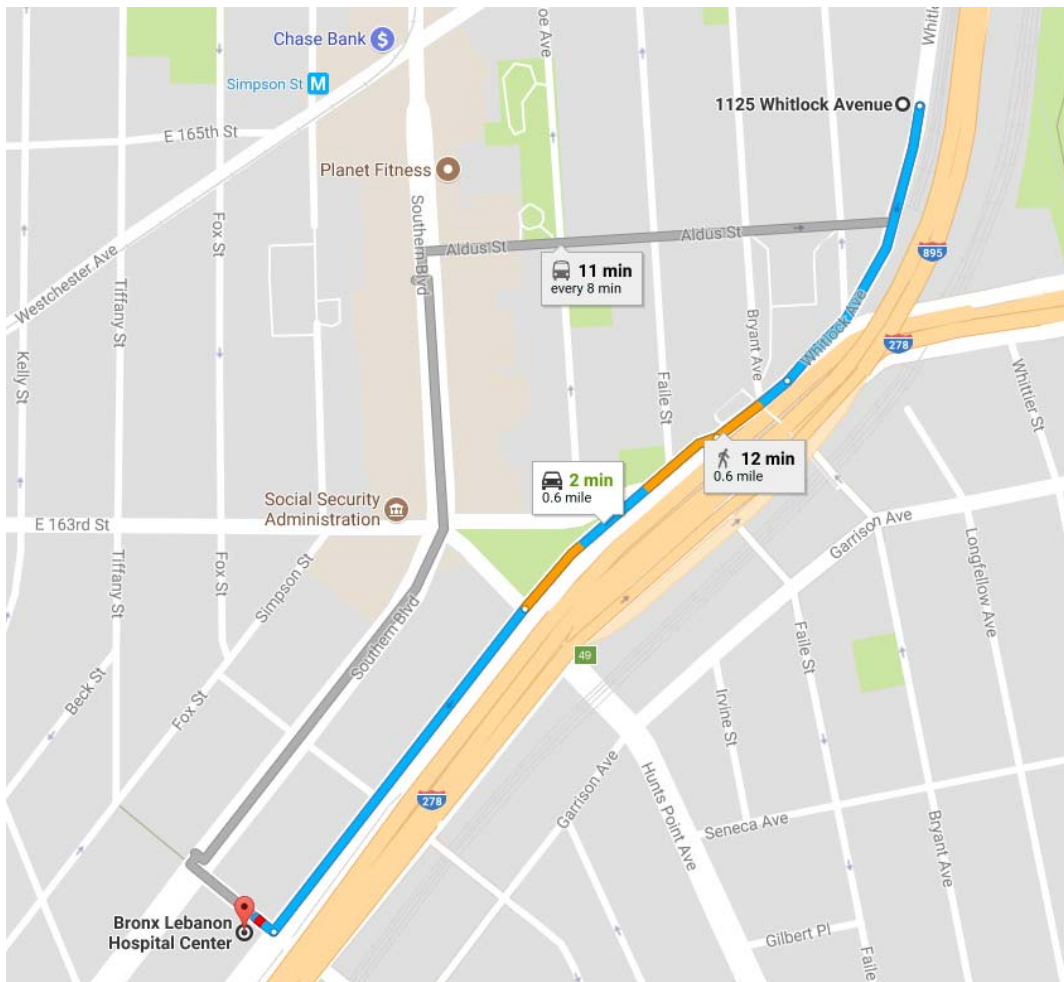 Chase Bank
$
Simpson St
M
oe Ave
Whitlo
1125 Whitlock Avenue
E 165th St
Planet Fitness
Fox St
Southern Blvd
Westchester Ave
Tiffany St
Kelly St
Aldus St
Aldus St
11 min
every 8 min
895
278
Whitlock Ave
Bryant Ave
Faile St
Whittier St
12 min
0.6 mile
2 min
0.6 mile
Social Security
Administration
E 163rd St
Garrison Ave
Longfellow Ave
Tiffany St
Fox St
Simpson St
Southern Blvd
Beck St
Fox St
49
Faile St
Irvine St
278
Garrison Ave
Hunts Point Ave
Seneca Ave
Bryant Ave
Bronx Lebanon
Hospital Center
Gilbert Pl
Faile